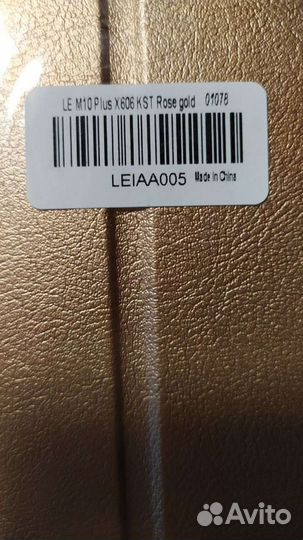 LE M10 Plus X606 KST Rose gold 01078
LEIAA005 Made in China
Avito